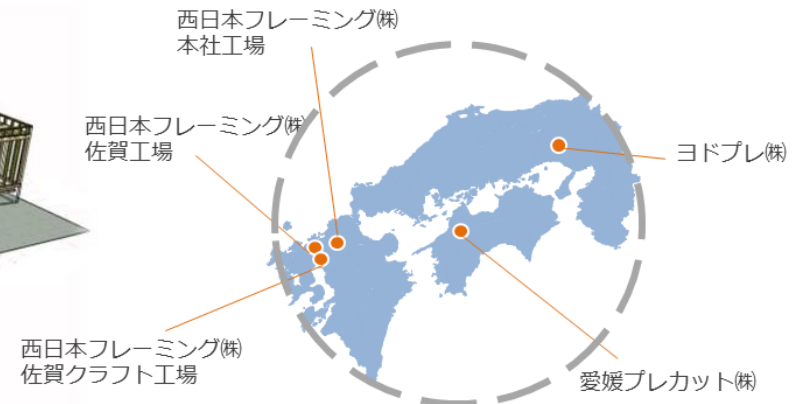 西日本フレーミング㈱
本社工場
西日本フレーミング㈱
佐賀工場
ヨドプレ㈱
西日本フレーミング㈱
佐賀クラフト工場
愛媛プレカット㈱